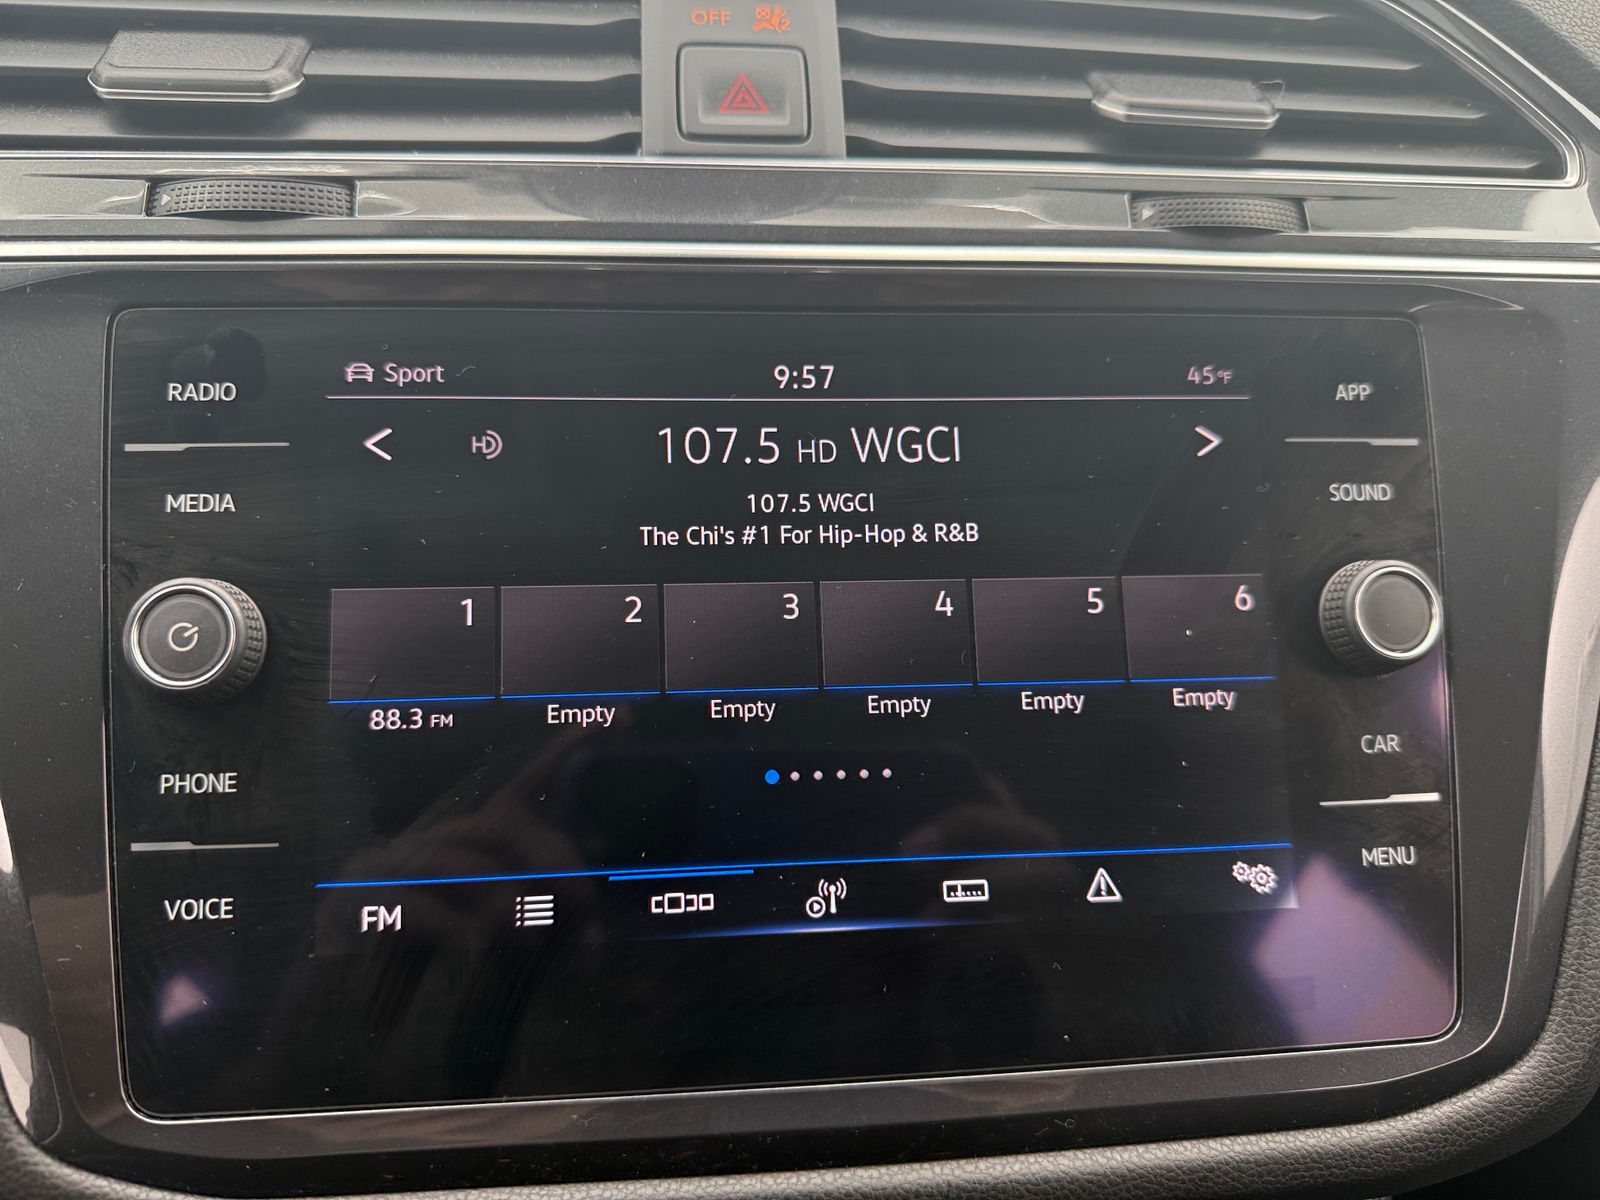 OFF
Sport 9:57 45°F
RADIO
MEDIA
PHONE
VOICE
HD 107.5 HD WGCI
107.5 WGCI
The Chi's #1 For Hip-Hop & R&B
1 2 3 4 5 6
88.3 FM Empty Empty Empty Empty Empty
FM
APP
SOUND
CAR
MENU